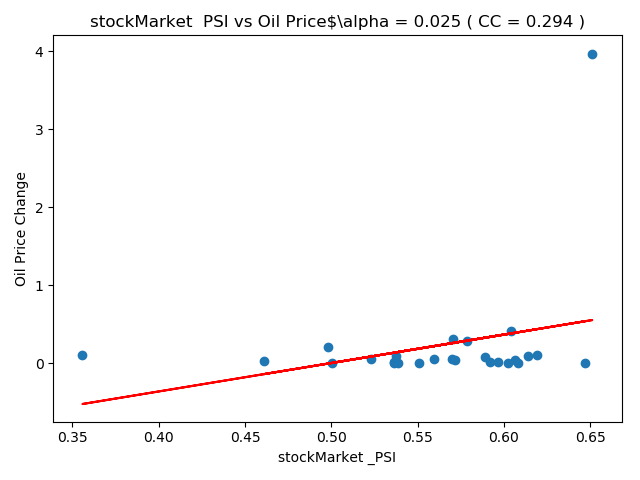 stockMarket  PSI vs Oil Price$\alpha = 0.025 ( CC = 0.294 )
4
3
2
1
0
Oil Price Change
0.35 0.40 0.45 0.50 0.55 0.60 0.65
stockMarket _PSI